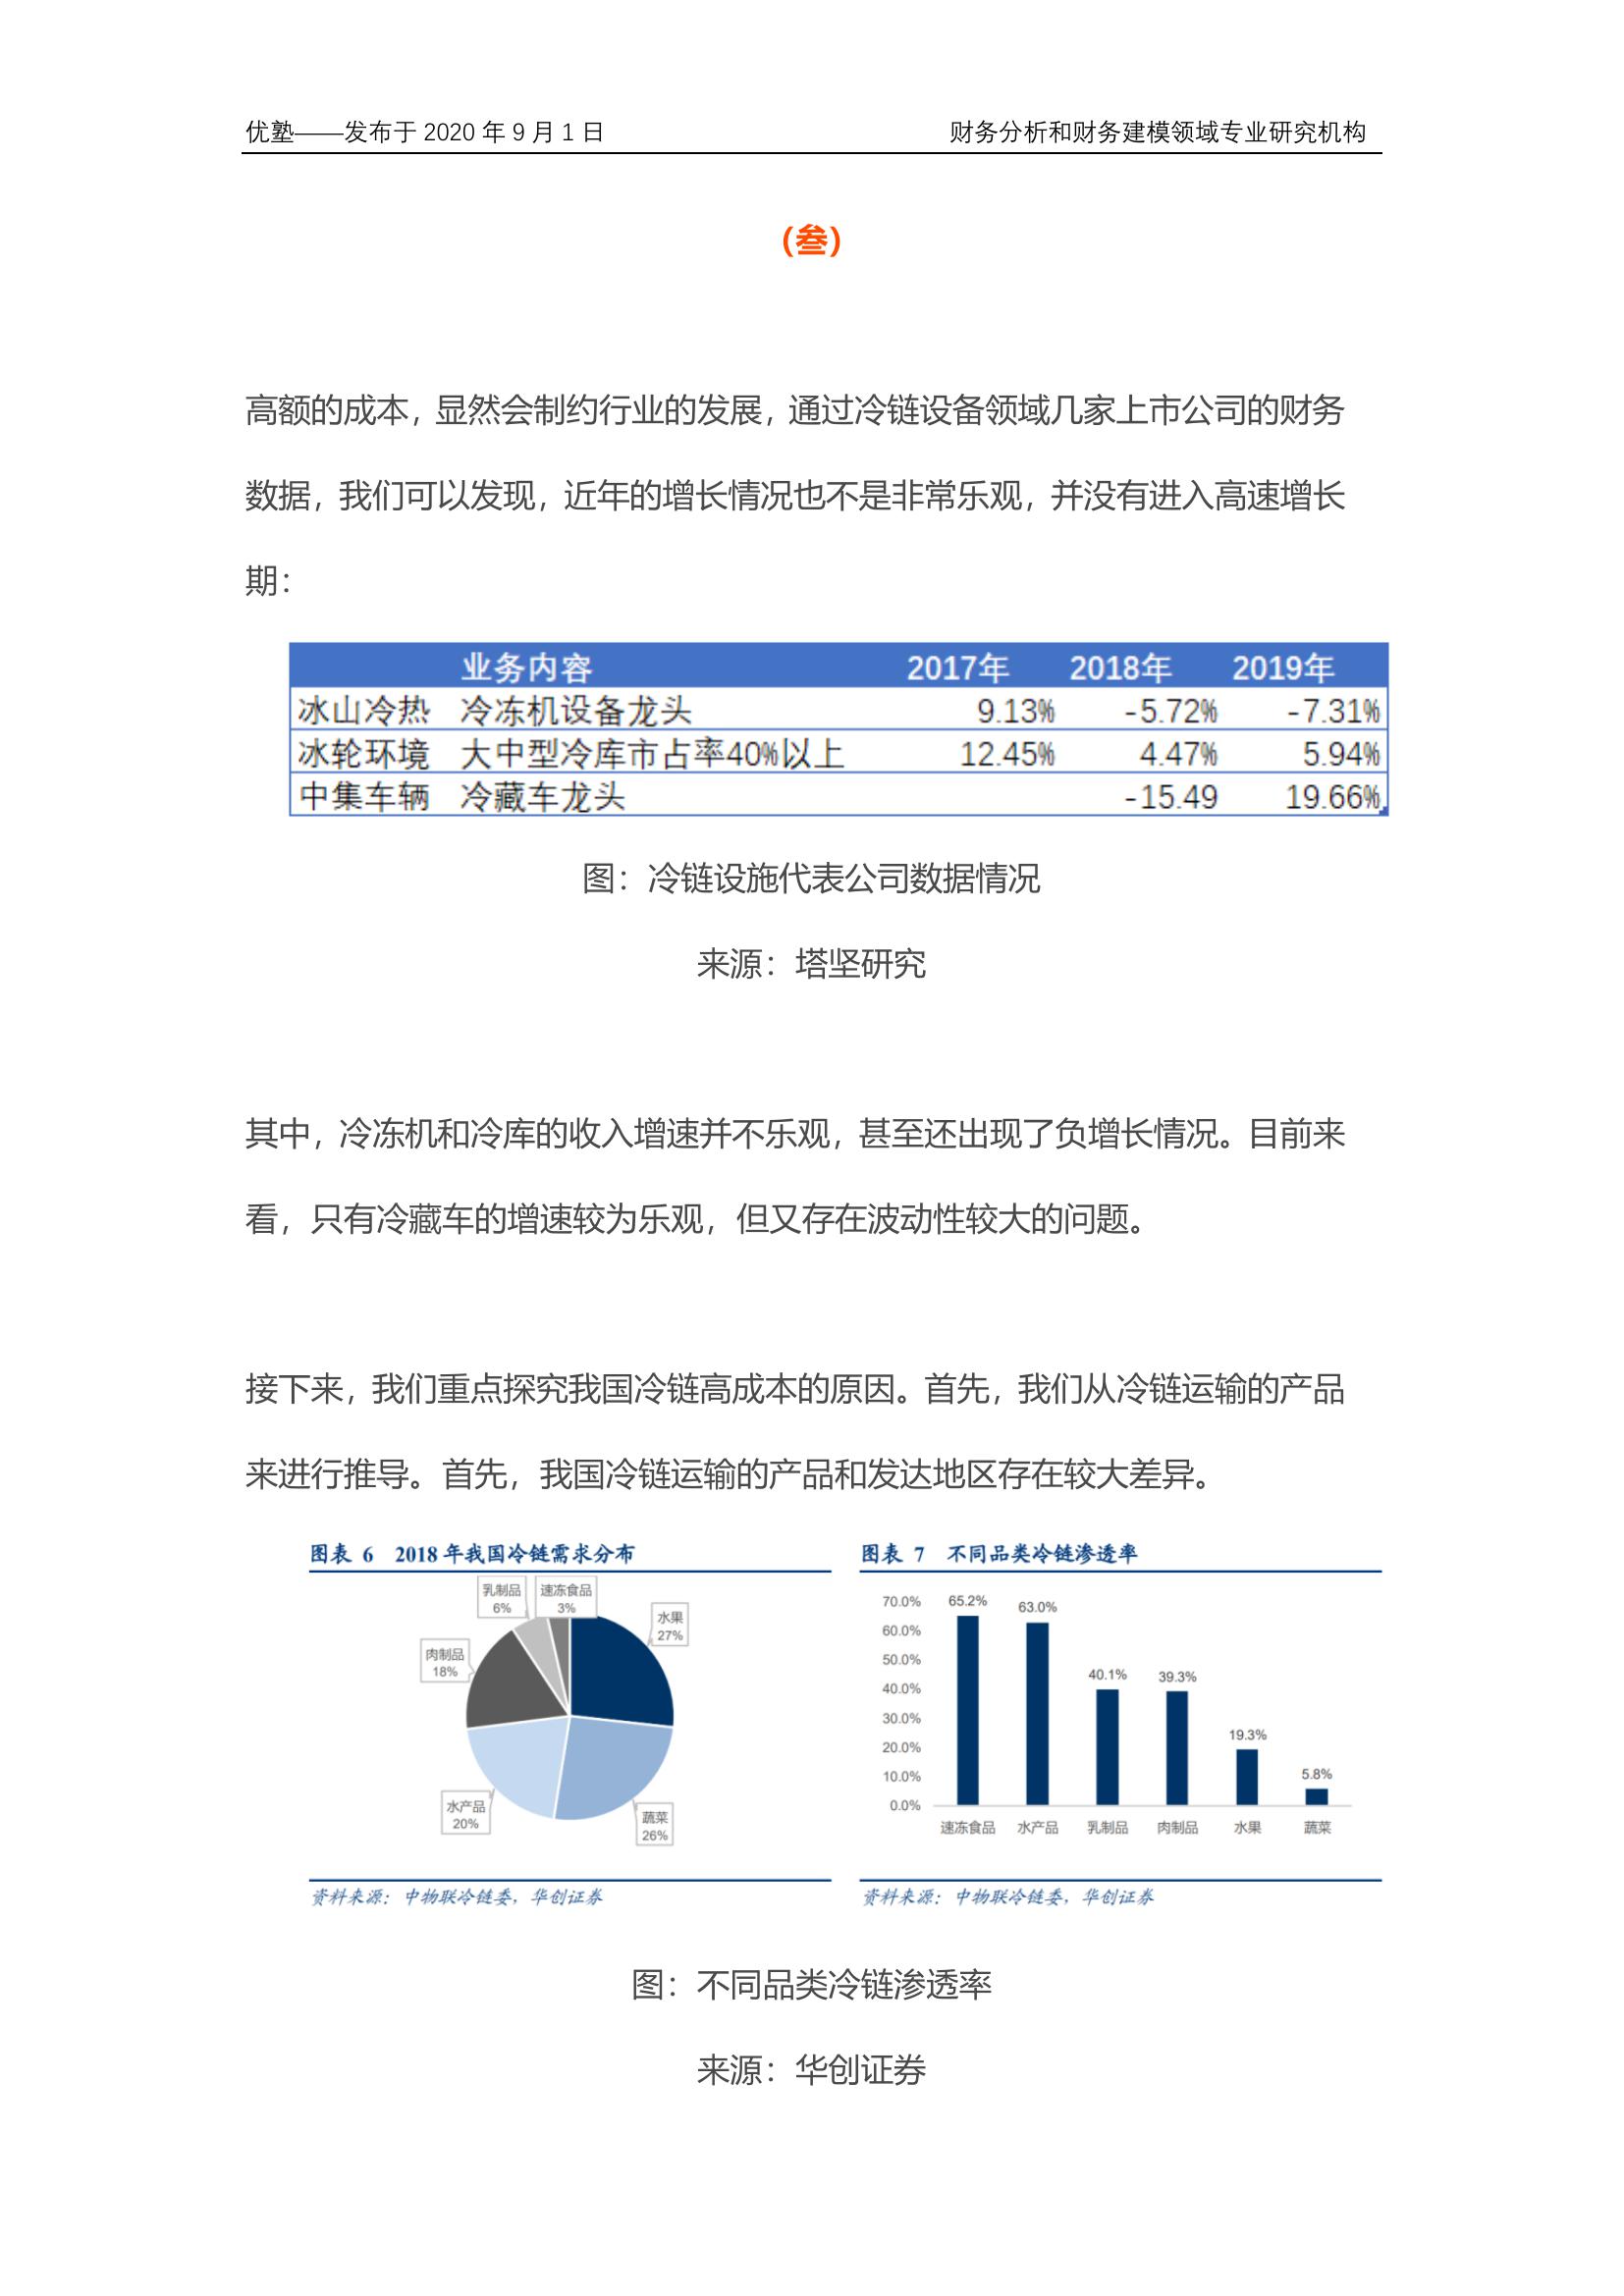 优塾——发布于 2020 年 9 月 1 日
财务分析和财务建模领域专业研究机构
(叁)
高额的成本，显然会制约行业的发展，通过冷链设备领域几家上市公司的财务
数据，我们可以发现，近年的增长情况也不是非常乐观，并没有进入高速增长
期：
业务内容 2017年 2018年 2019年
冰山冷热 冷冻机设备龙头 9.13% -5.72% -7.31%
冰轮环境 大中型冷库市占率40%以上 12.45% 4.47% 5.94%
中集车辆 冷藏车龙头 -15.49 19.66%
图：冷链设施代表公司数据情况
来源：塔坚研究
其中，冷冻机和冷库的收入增速并不乐观，甚至还出现了负增长情况。目前来
看，只有冷藏车的增速较为乐观，但又存在波动性较大的问题。
接下来，我们重点探究我国冷链高成本的原因。首先，我们从冷链运输的产品
来进行推导。首先，我国冷链运输的产品和发达地区存在较大差异。
图表 6 2018 年我国冷链需求分布
乳制品
6%
速冻食品
3%
水果
27%
肉制品
18%
水产品
20%
蔬菜
26%
资料来源：中物联冷链委，华创证券
图表 7 不同品类冷链渗透率
70.0%
60.0%
50.0%
40.0%
30.0%
20.0%
10.0%
0.0%
65.2%
63.0%
40.1%
39.3%
19.3%
5.8%
速冻食品 水产品 乳制品 肉制品 水果 蔬菜
资料来源：中物联冷链委，华创证券
图：不同品类冷链渗透率
来源：华创证券